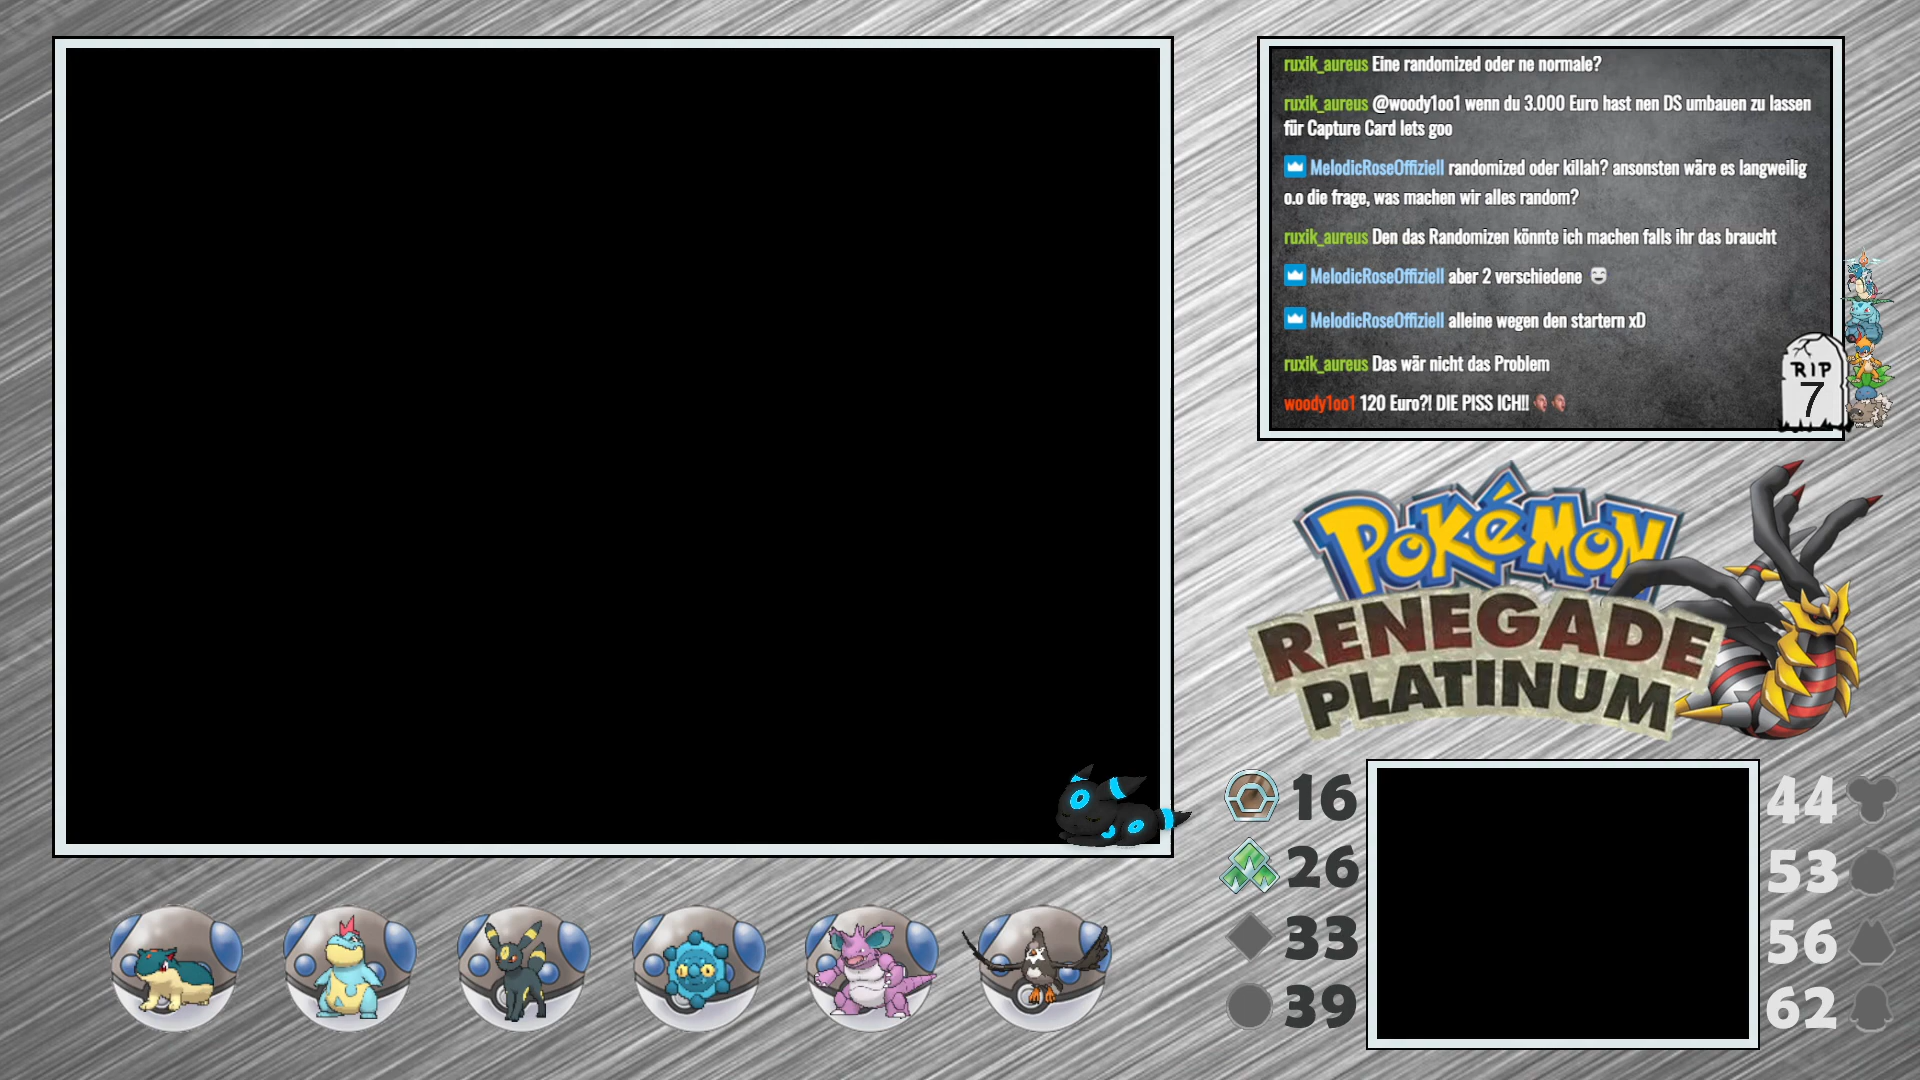 ruxik_aureus Eine randomized oder ne normale?
ruxik_aureus @woody1oo1 wenn du 3.000 Euro hast nen DS umbauen zu lassen
für Capture Card lets goo
MelodicRoseOffiziell randomized oder killah? ansonsten wäre es langweilig
o.o die frage, was machen wir alles random?
ruxik_aureus Den das Randomizen könnte ich machen falls ihr das braucht
MelodicRoseOffiziell aber 2 verschiedene
MelodicRoseOffiziell alleine wegen den startern xD
ruxik_aureus Das wär nicht das Problem
woody1oo1 120 Euro?! DIE PISS ICH!!
RIP
7
POKéMON
RENEGADE
PLATINUM
16
26
33
39
44
53
56
62